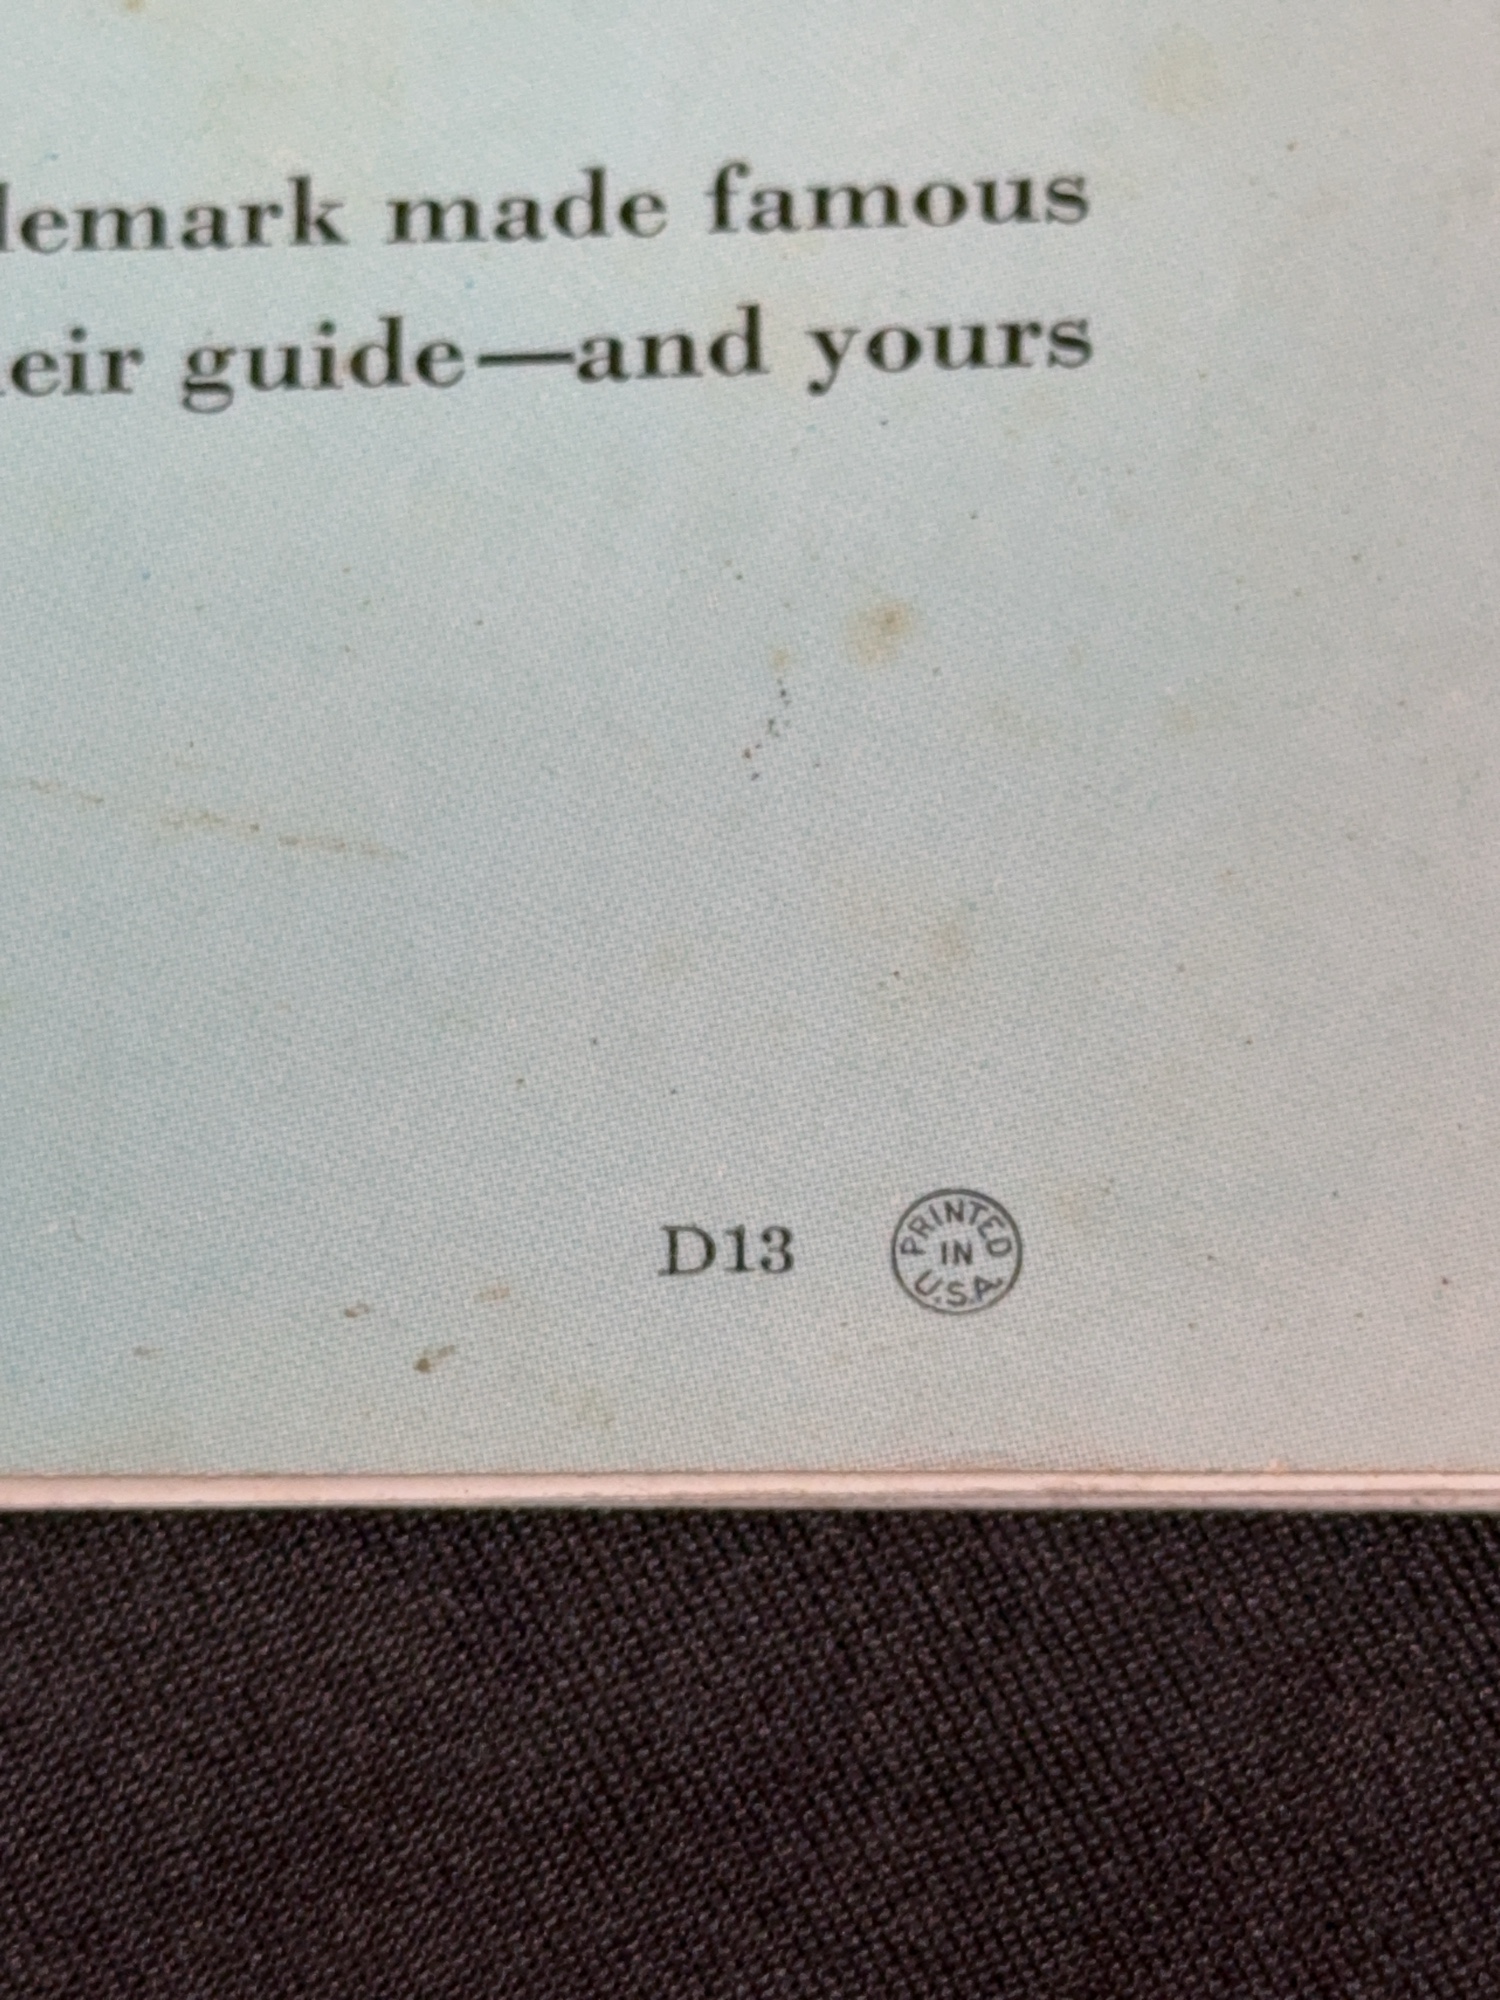 lemark made famous
eir guide—and yours
D13
PRINTED
IN
U.S.A.